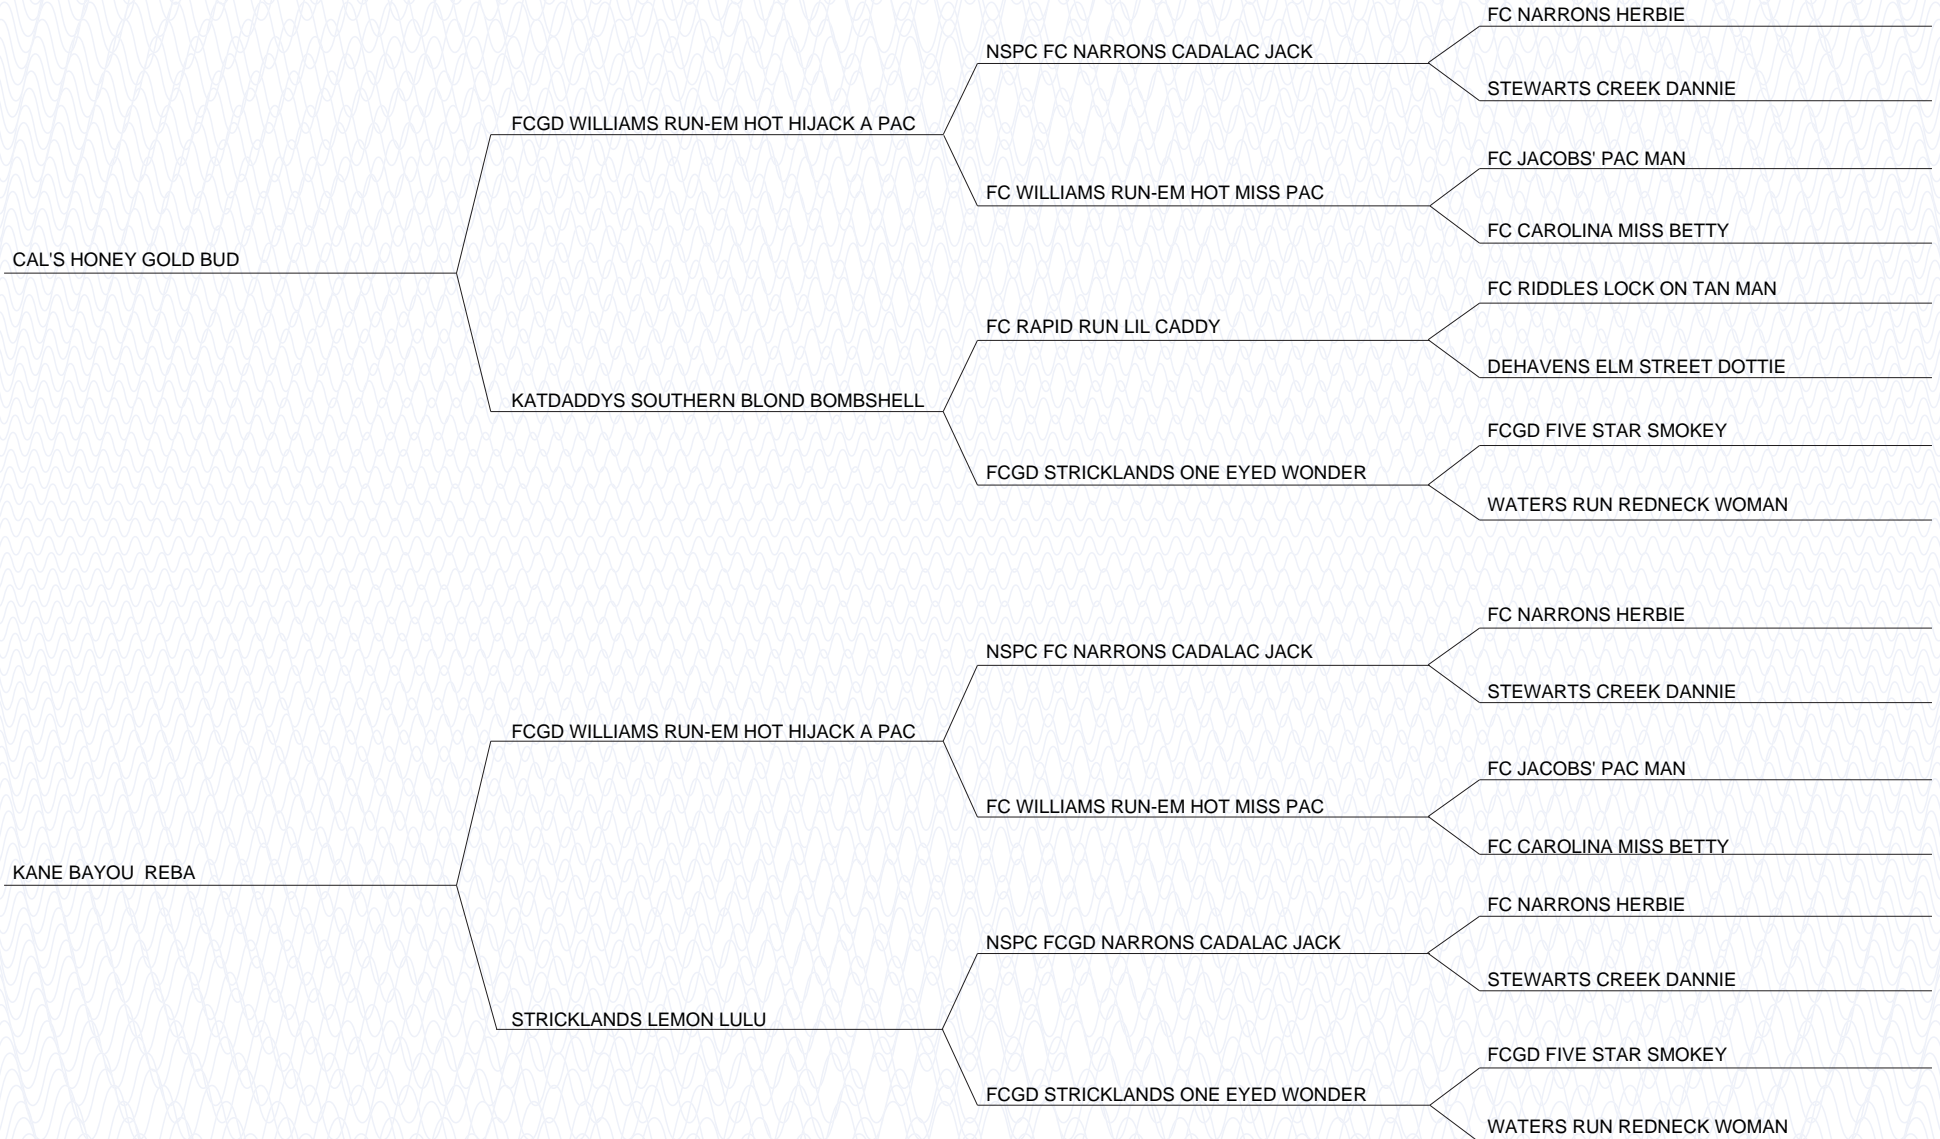 FC NARRONS HERBIE
NSPC FC NARRONS CADALAC JACK
STEWARTS CREEK DANNIE
FCGD WILLIAMS RUN-EM HOT HIJACK A PAC
FC JACOBS' PAC MAN
FC WILLIAMS RUN-EM HOT MISS PAC
FC CAROLINA MISS BETTY
CAL'S HONEY GOLD BUD
FC RIDDLES LOCK ON TAN MAN
FC RAPID RUN LIL CADDY
DEHAVENS ELM STREET DOTTIE
KATDADDYS SOUTHERN BLOND BOMBSHELL
FCGD FIVE STAR SMOKEY
FCGD STRICKLANDS ONE EYED WONDER
WATERS RUN REDNECK WOMAN
FC NARRONS HERBIE
NSPC FC NARRONS CADALAC JACK
STEWARTS CREEK DANNIE
FCGD WILLIAMS RUN-EM HOT HIJACK A PAC
FC JACOBS' PAC MAN
FC WILLIAMS RUN-EM HOT MISS PAC
FC CAROLINA MISS BETTY
KANE BAYOU  REBA
FC NARRONS HERBIE
NSPC FCGD NARRONS CADALAC JACK
STEWARTS CREEK DANNIE
STRICKLANDS LEMON LULU
FCGD FIVE STAR SMOKEY
FCGD STRICKLANDS ONE EYED WONDER
WATERS RUN REDNECK WOMAN